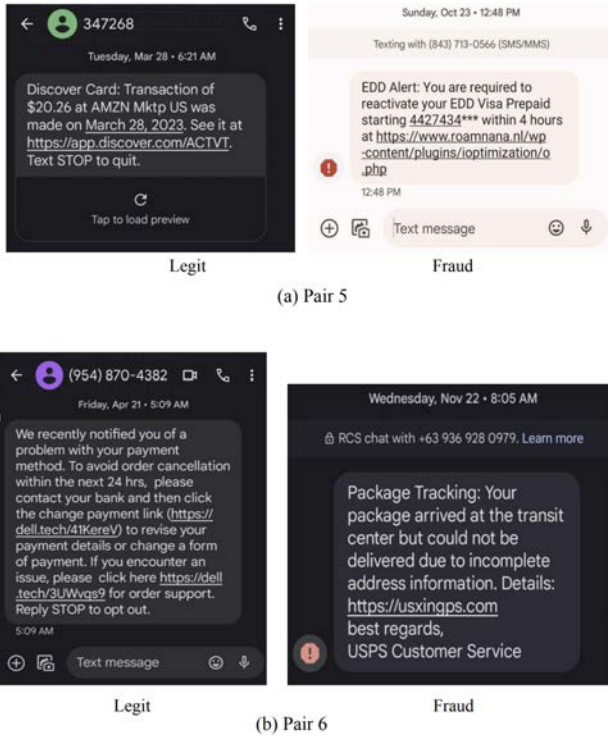 347268
Tuesday, Mar 28 • 6:21 AM
Discover Card: Transaction of
$20.26 at AMZN Mktp US was
made on March 28, 2023. See it at
https://app.discover.com/ACTVT.
Text STOP to quit.
Tap to load preview
Legit
Sunday, Oct 23 • 12:48 PM
Texting with (843) 713-0566 (SMS/MMS)
EDD Alert: You are required to
reactivate your EDD Visa Prepaid
starting 4427434*** within 4 hours
at https://www.roamnana.nl/wp
-content/plugins/ioptimization/o
.php
12:48 PM
Text message
Fraud
(a) Pair 5
(954) 870-4382
Friday, Apr 21 • 5:09 AM
We recently notified you of a
problem with your payment
method. To avoid order cancellation
within the next 24 hrs, please
contact your bank and then click
the change payment link (https://
dell.tech/41KereV) to revise your
payment details or change a form
of payment. If you encounter an
issue, please click here https://dell
.tech/3UWvqs9 for order support.
Reply STOP to opt out.
5:09 AM
Text message
Legit
Wednesday, Nov 22 • 8:05 AM
RCS chat with +63 936 928 0979. Learn more
Package Tracking: Your
package arrived at the transit
center but could not be
delivered due to incomplete
address information. Details:
https://usxingps.com
best regards,
USPS Customer Service
Fraud
(b) Pair 6